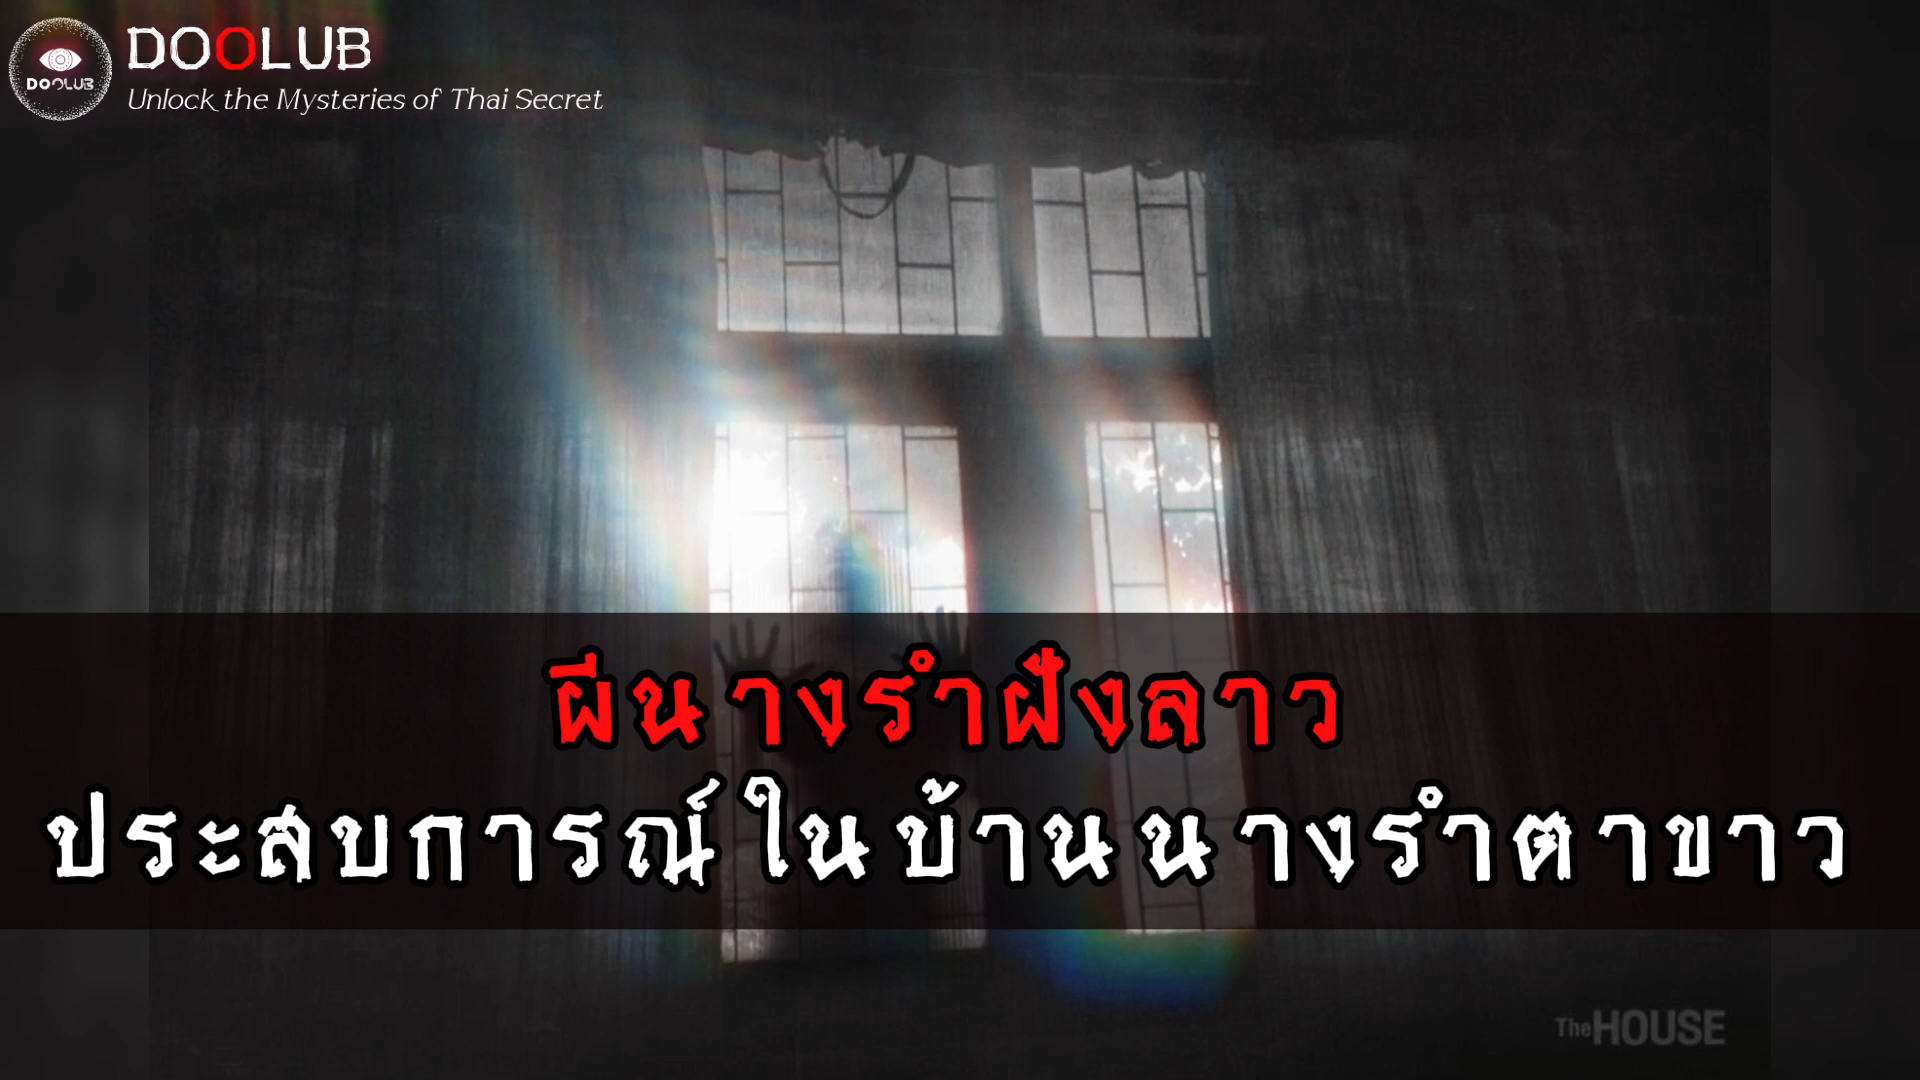 DOOLUB
DOOLUB
Unlock the Mysteries of Thai Secret
ผีนางรำฝั่งลาว
ประสบการณ์ในบ้านนางรำตาขาว
TheHOUSE